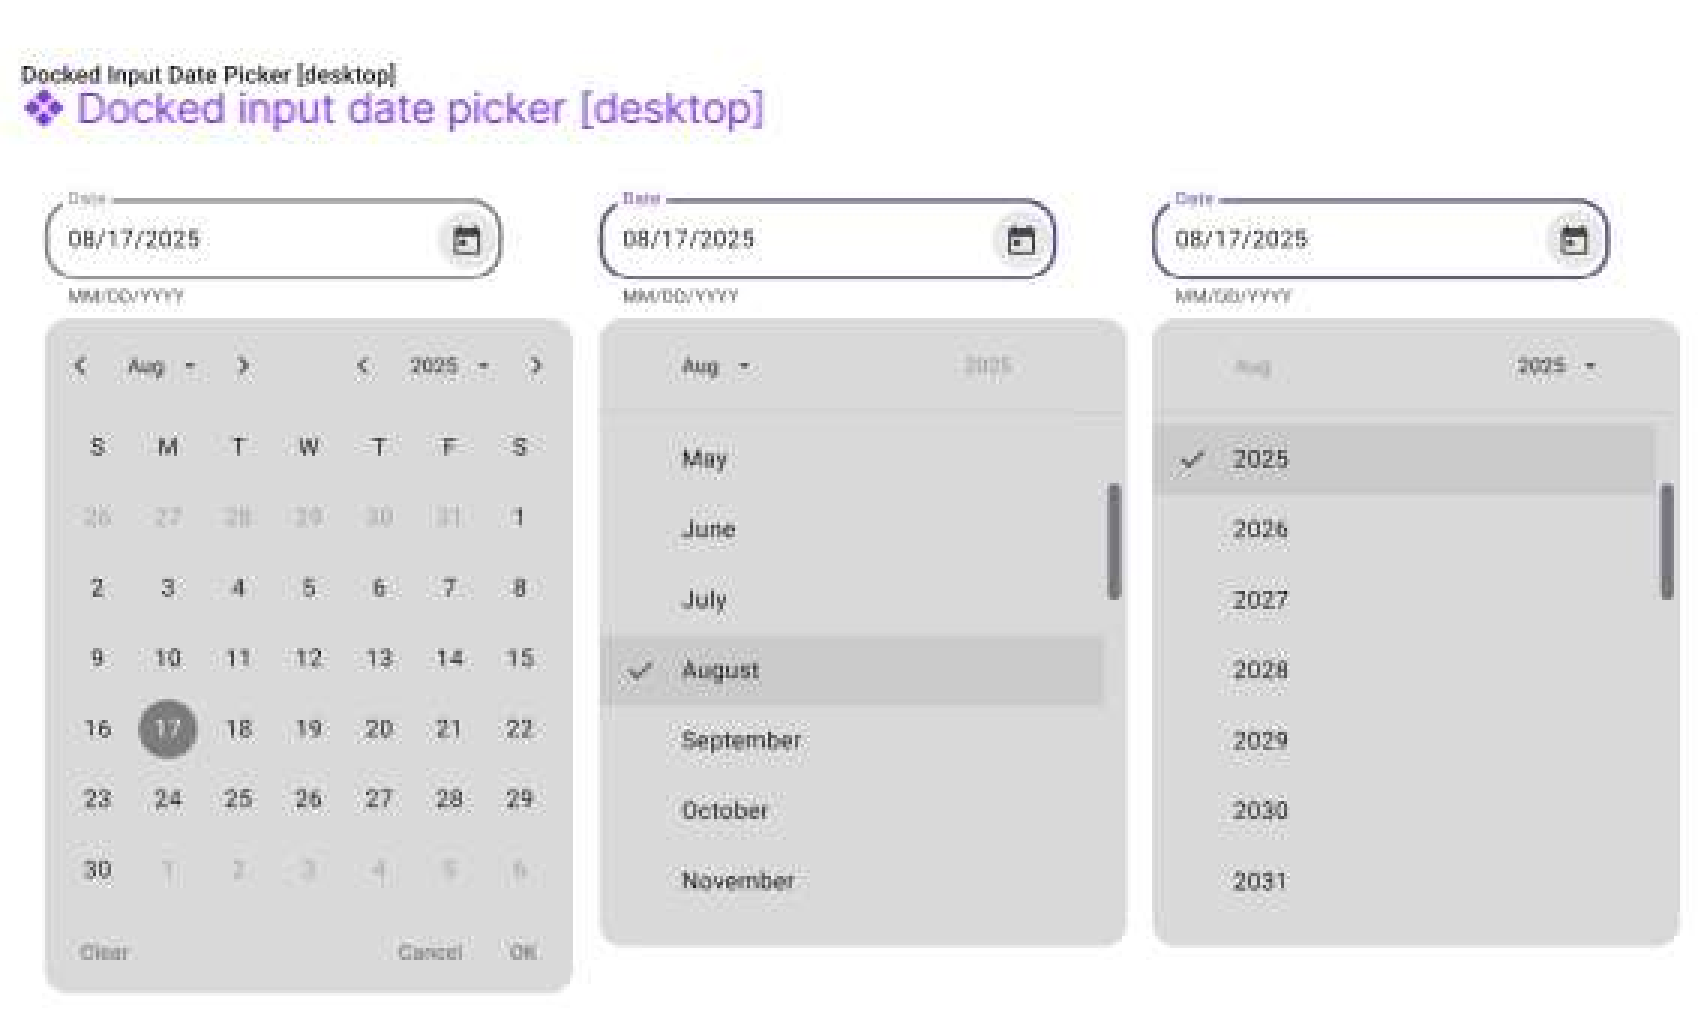 Docked Input Date Picker [desktop]
Docked input date picker [desktop]
Date
08/17/2025
MM/DD/YYYY
Aug 2025
S M T W T F S
26 27 28 29 30 31 1
2 3 4 5 6 7 8
9 10 11 12 13 14 15
16 17 18 19 20 21 22
23 24 25 26 27 28 29
30 1 2 3 4 5 6
Clear Cancel OK
Date
08/17/2025
MM/DD/YYYY
Aug 2025
May
June
July
August
September
October
November
Date
08/17/2025
MM/DD/YYYY
Aug 2025
2025
2026
2027
2028
2029
2030
2031